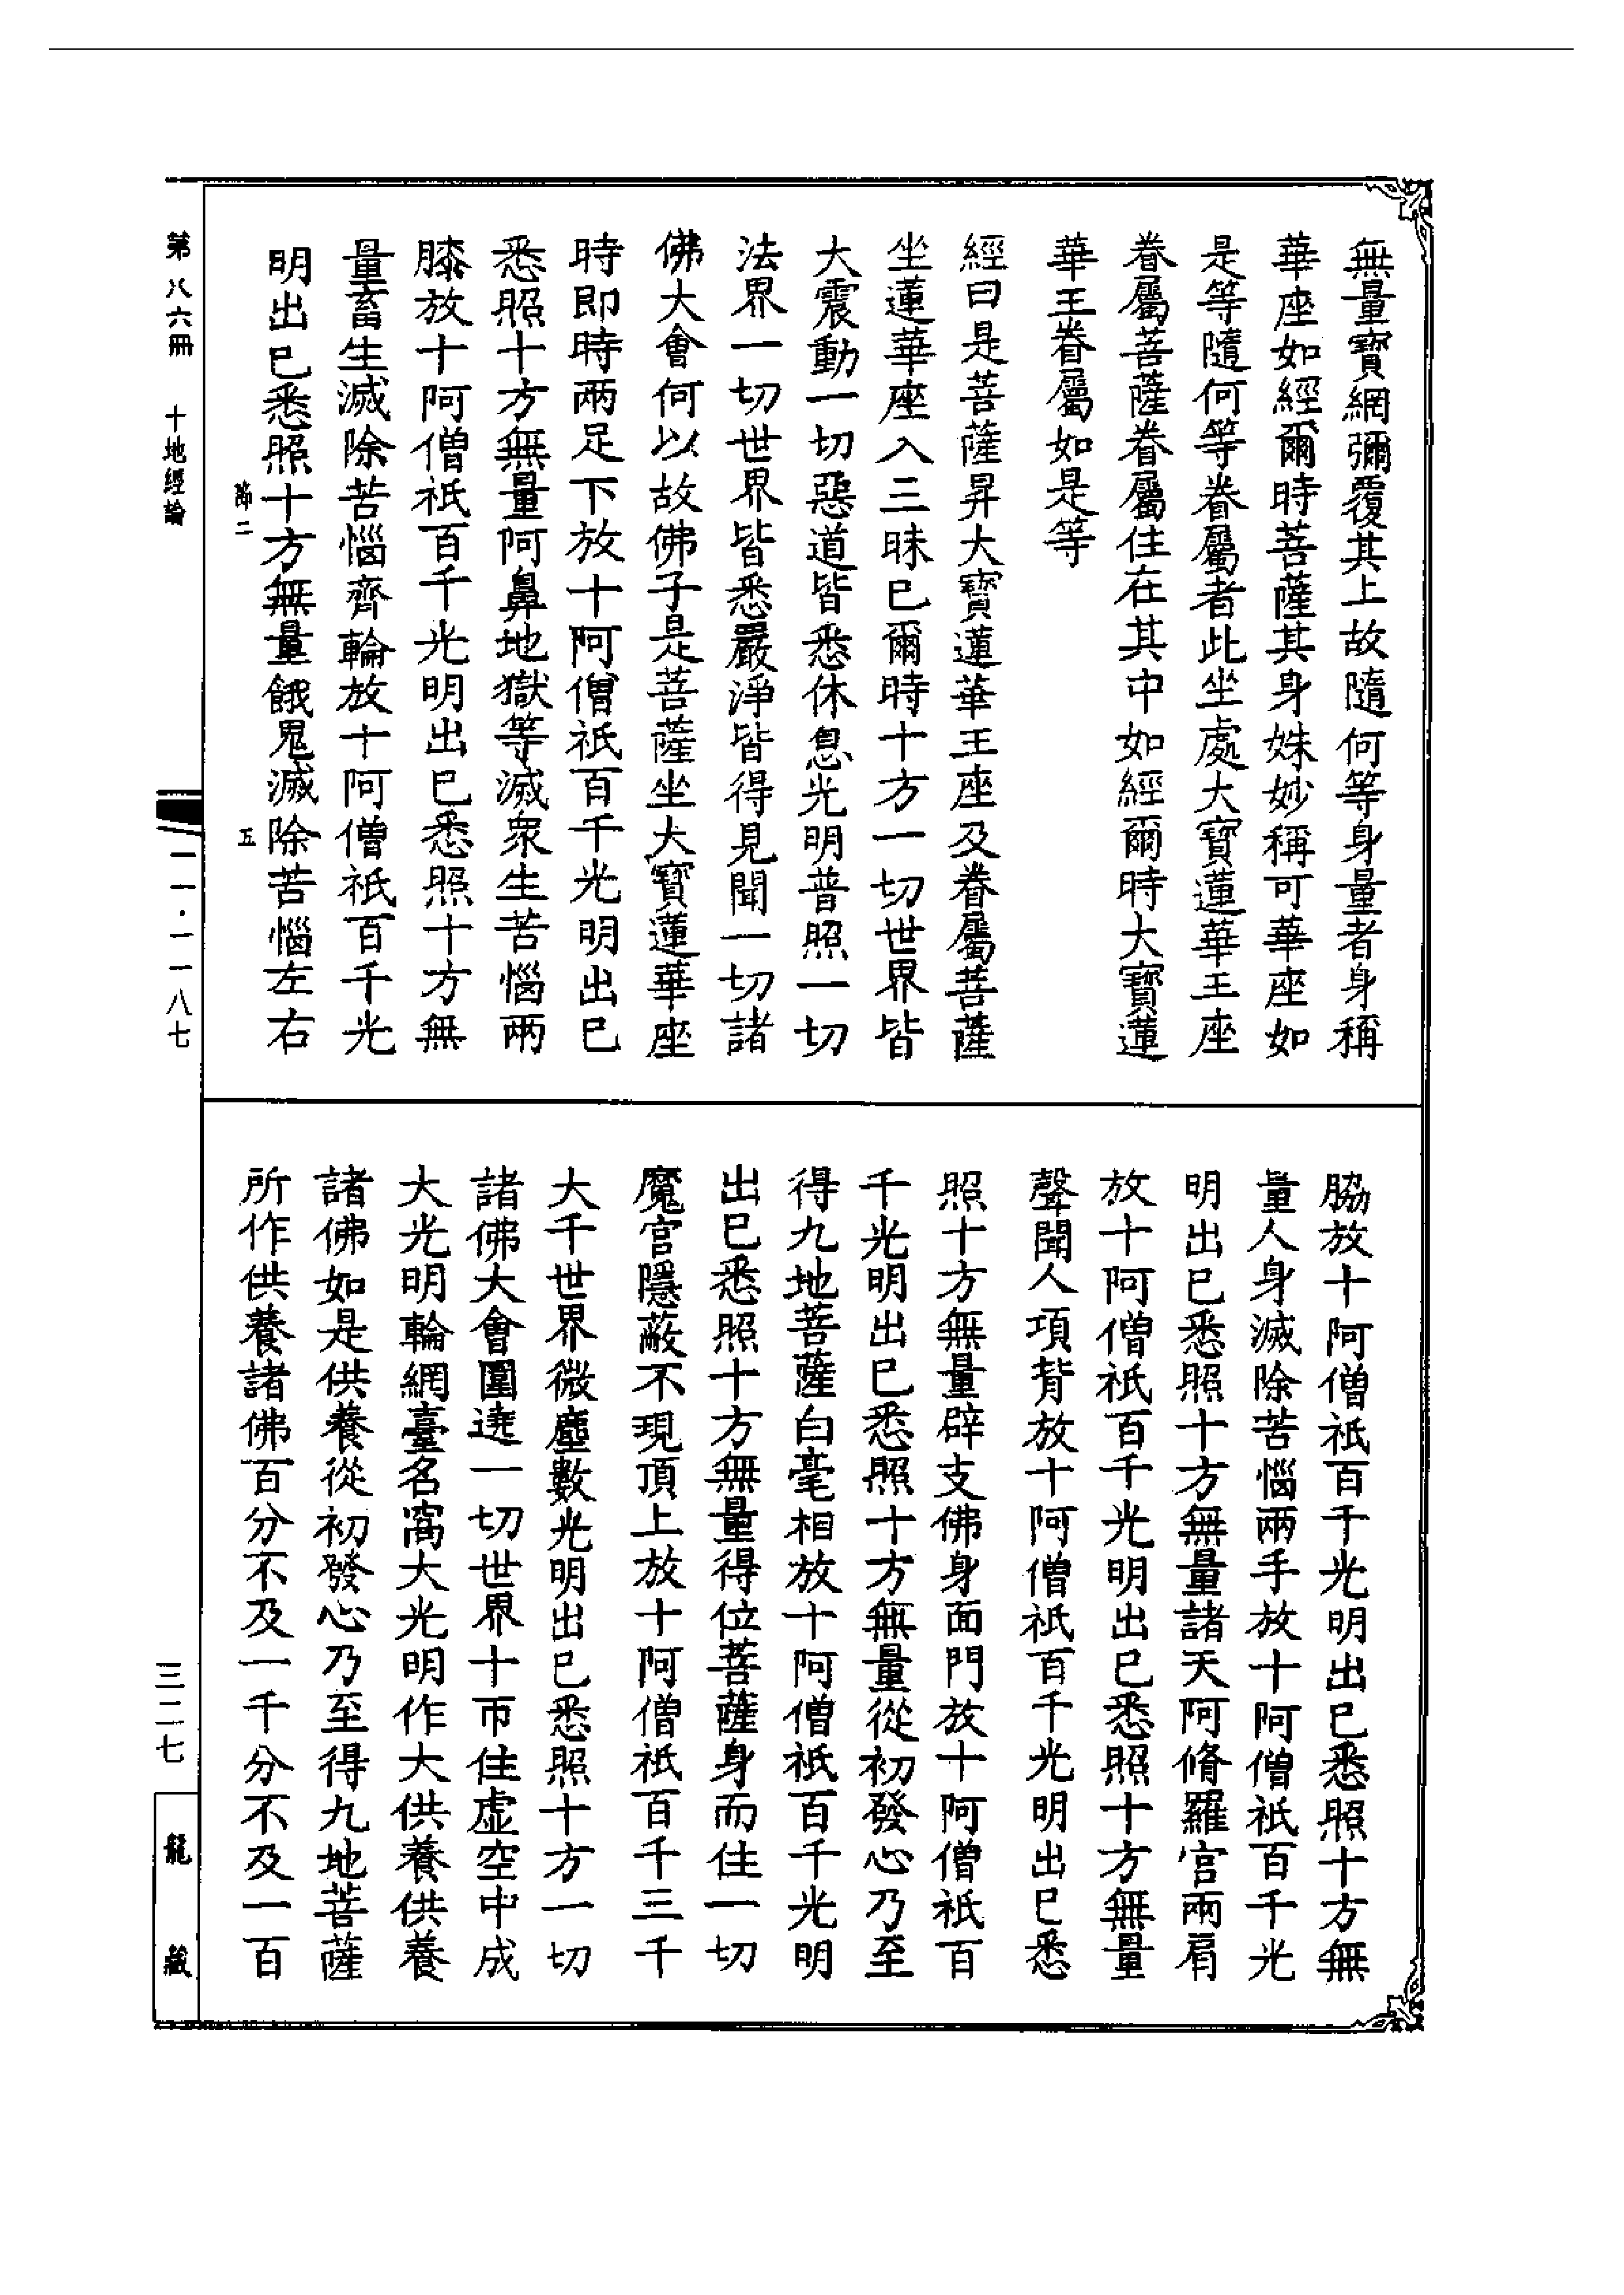 無量寶網彌覆其上故隨何等身量者身稱
華座如經爾時菩薩其身姝妙稱可華座如
是等隨何等眷屬者此坐處大寶蓮華王座
眷屬菩薩眷屬住在其中如經爾時大寶蓮
華王眷屬如是等
經曰是菩薩昇大寶蓮華王座及眷屬菩薩
坐蓮華座入三昧已爾時十方一切世界皆
大震動一切惡道皆悉休息光明普照一切
法界一切世界皆悉嚴淨皆得見聞一切諸
佛大會何以故佛子是菩薩坐大寶蓮華座
時即時兩足下放十阿僧祇百千光明出已
悉照十方無量阿鼻地獄等滅衆生苦惱兩
膝放十阿僧祇百千光明出已悉照十方無
量畜生滅除苦惱齊輪放十阿僧祇百千光
明出已悉照十方無量餓鬼滅除苦惱左右
節二 五
脇放十阿僧祇百千光明出已悉照十方無
量人身滅除苦惱兩手放十阿僧祇百千光
明出已悉照十方無量諸天阿脩羅宮兩肩
放十阿僧祇百千光明出已悉照十方無量
聲聞人項背放十阿僧祇百千光明出已悉
照十方無量辟支佛身面門放十阿僧祇百
千光明出已悉照十方無量從初發心乃至
得九地菩薩白毫相放十阿僧祇百千光明
出已悉照十方無量得位菩薩身而住一切
魔宮隱蔽不現頂上放十阿僧祇百千三千
大千世界微塵數光明出已悉照十方一切
諸佛大會圍遶一切世界十帀住虛空中成
大光明輪網臺名窩大光明作大供養供養
諸佛如是供養從初發心乃至得九地菩薩
所作供養諸佛百分不及一千分不及一百
第八六冊 十地經論
一一·一一八七
三二七
龍藏